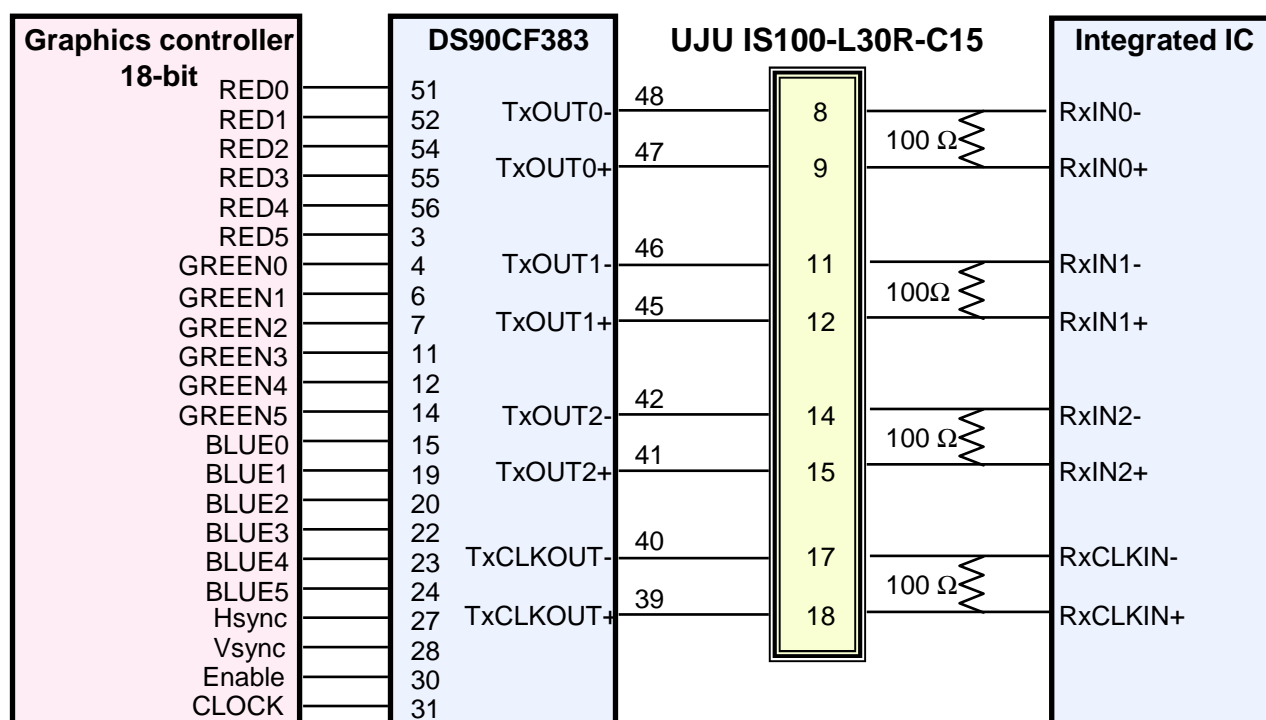 Graphics controller
18-bit
RED0
RED1
RED2
RED3
RED4
RED5
GREEN0
GREEN1
GREEN2
GREEN3
GREEN4
GREEN5
BLUE0
BLUE1
BLUE2
BLUE3
BLUE4
BLUE5
Hsync
Vsync
Enable
CLOCK
DS90CF383
51
52
54
55
56
3
4
6
7
11
12
14
15
19
20
22
23
24
27
28
30
31
TxOUT0-
TxOUT0+
TxOUT1-
TxOUT1+
TxOUT2-
TxOUT2+
TxCLKOUT-
TxCLKOUT+
48
47
46
45
42
41
40
39
UJU IS100-L30R-C15
8
9
11
12
14
15
17
18
100 Ω
100Ω
100 Ω
100 Ω
Integrated IC
RxIN0-
RxIN0+
RxIN1-
RxIN1+
RxIN2-
RxIN2+
RxCLKIN-
RxCLKIN+